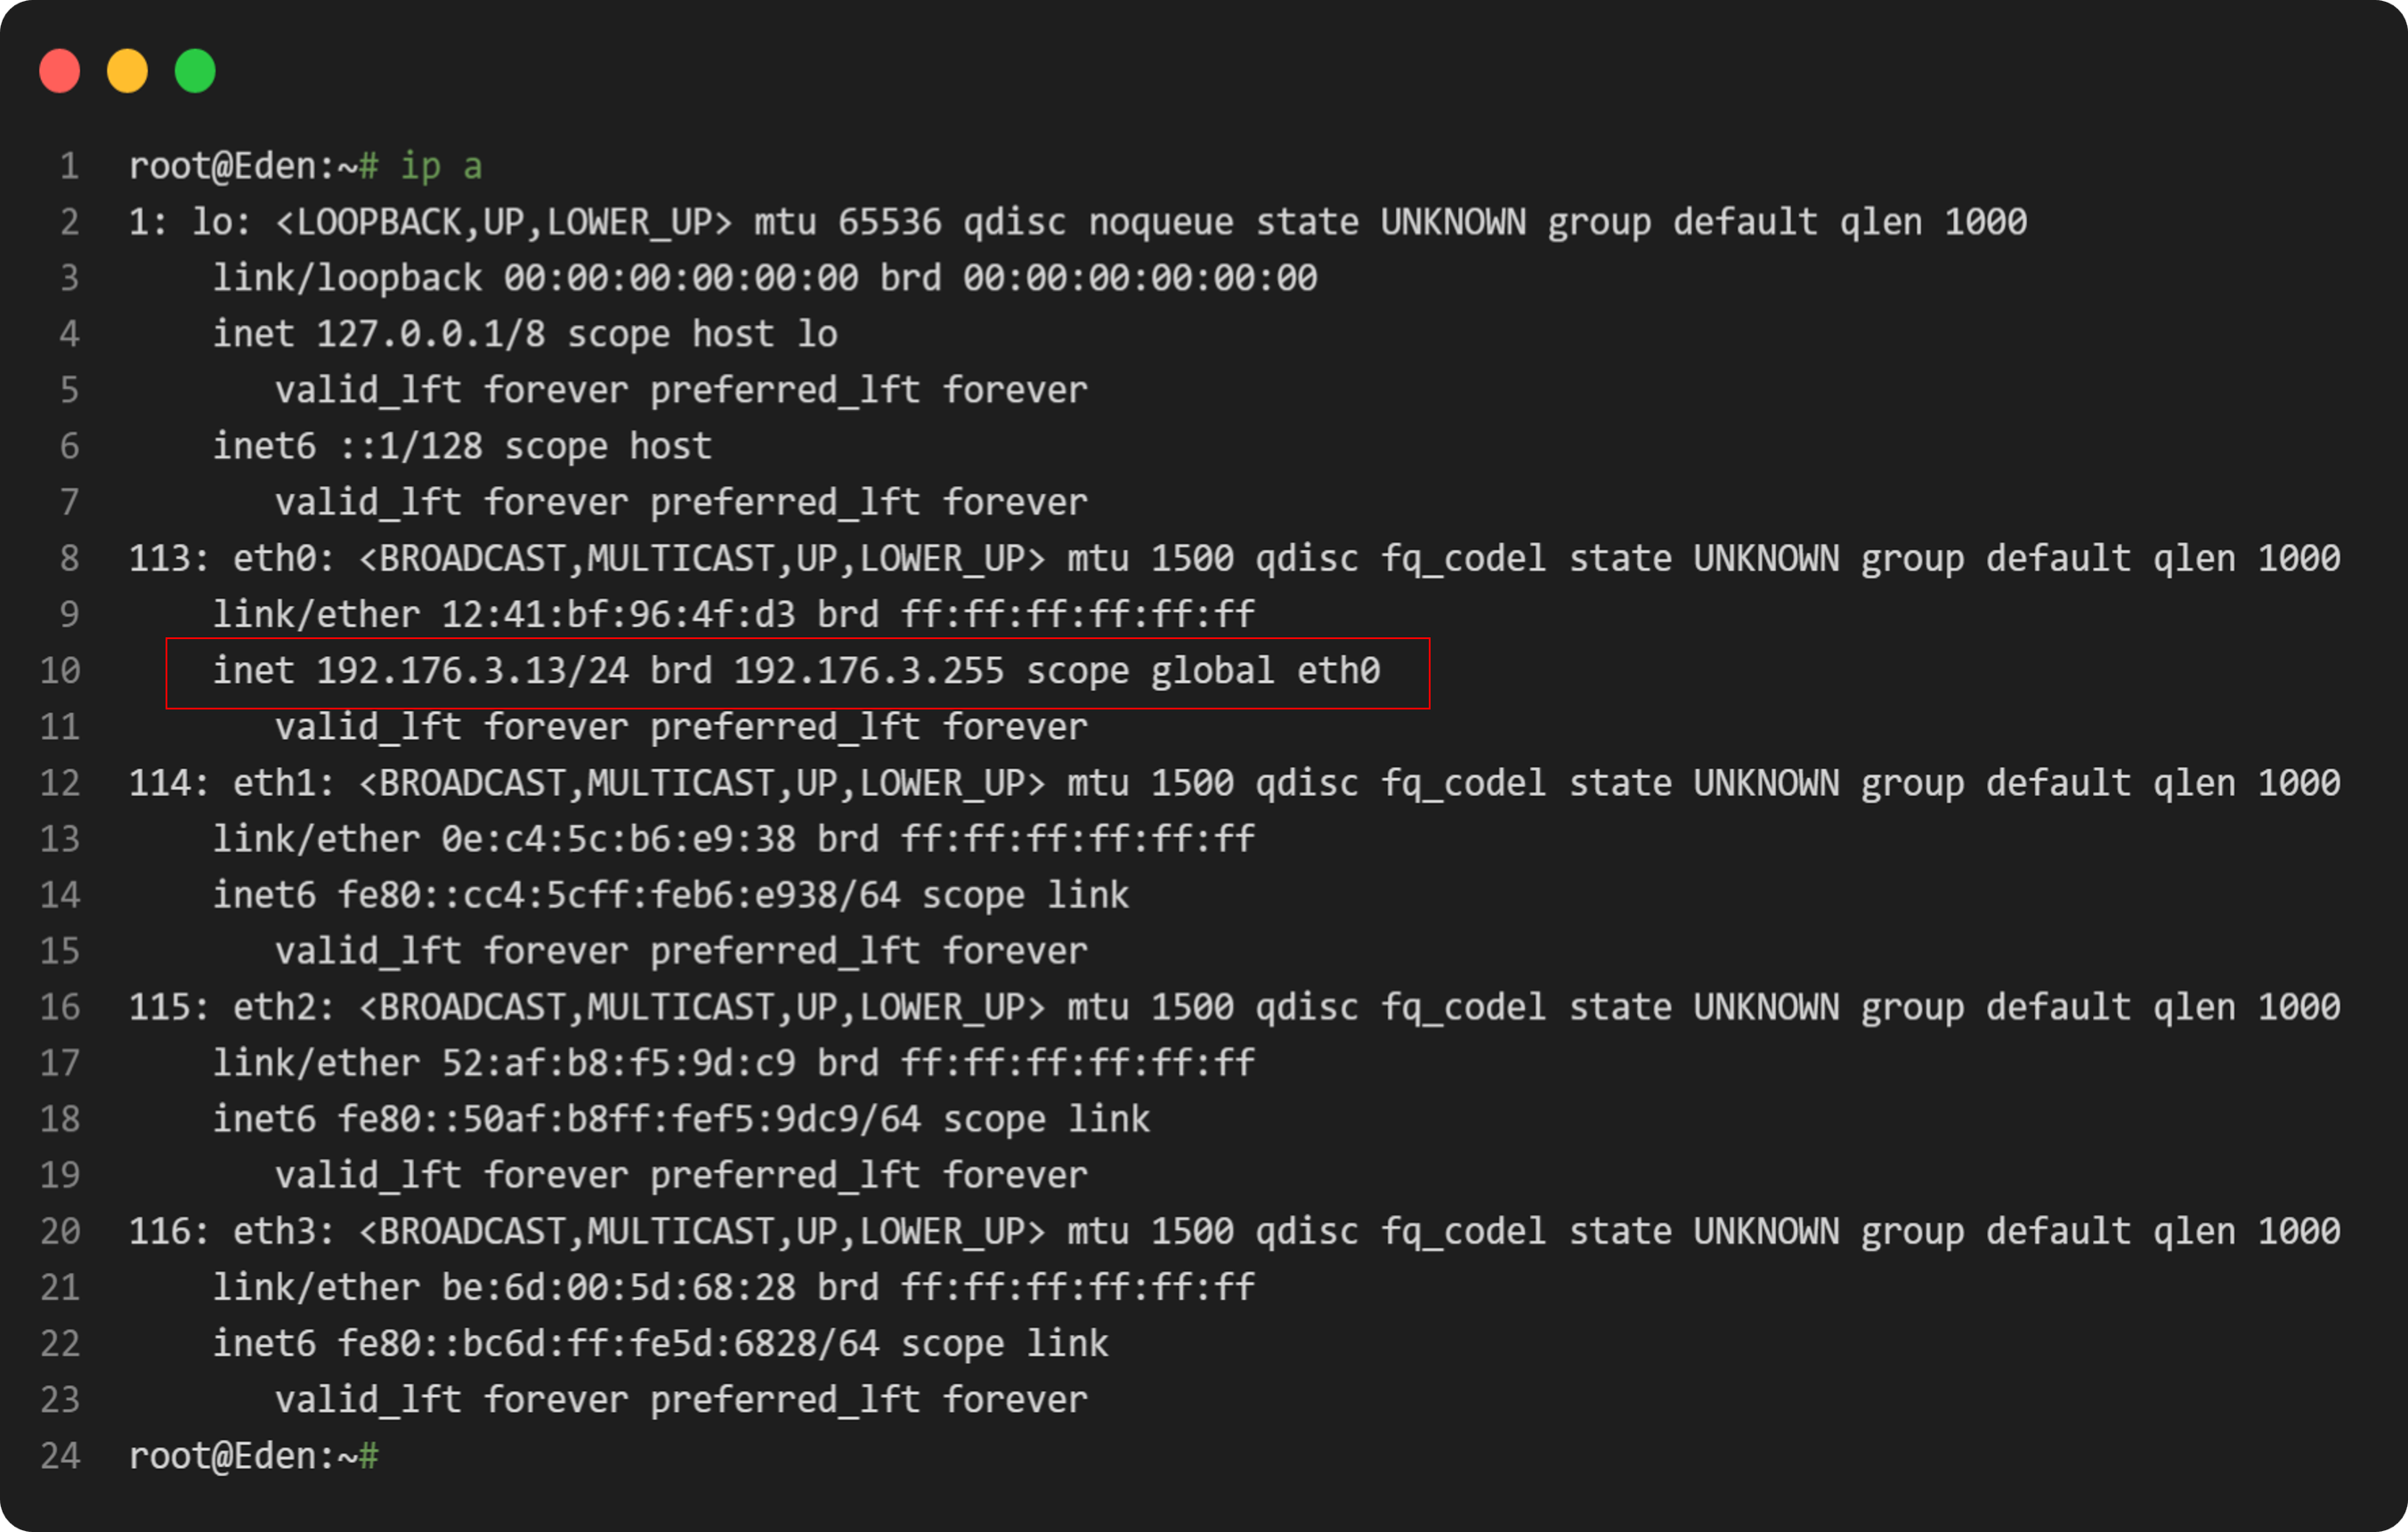 1 root@Eden:~# ip a
2 1: lo: <LOOPBACK,UP,LOWER_UP> mtu 65536 qdisc noqueue state UNKNOWN group default qlen 1000
3 link/loopback 00:00:00:00:00:00 brd 00:00:00:00:00:00
4 inet 127.0.0.1/8 scope host lo
5 valid_lft forever preferred_lft forever
6 inet6 ::1/128 scope host
7 valid_lft forever preferred_lft forever
8 113: eth0: <BROADCAST,MULTICAST,UP,LOWER_UP> mtu 1500 qdisc fq_codel state UNKNOWN group default qlen 1000
9 link/ether 12:41:bf:96:4f:d3 brd ff:ff:ff:ff:ff:ff
10 inet 192.176.3.13/24 brd 192.176.3.255 scope global eth0
11 valid_lft forever preferred_lft forever
12 114: eth1: <BROADCAST,MULTICAST,UP,LOWER_UP> mtu 1500 qdisc fq_codel state UNKNOWN group default qlen 1000
13 link/ether 0e:c4:5c:b6:e9:38 brd ff:ff:ff:ff:ff:ff
14 inet6 fe80::cc4:5cff:feb6:e938/64 scope link
15 valid_lft forever preferred_lft forever
16 115: eth2: <BROADCAST,MULTICAST,UP,LOWER_UP> mtu 1500 qdisc fq_codel state UNKNOWN group default qlen 1000
17 link/ether 52:af:b8:f5:9d:c9 brd ff:ff:ff:ff:ff:ff
18 inet6 fe80::50af:b8ff:fef5:9dc9/64 scope link
19 valid_lft forever preferred_lft forever
20 116: eth3: <BROADCAST,MULTICAST,UP,LOWER_UP> mtu 1500 qdisc fq_codel state UNKNOWN group default qlen 1000
21 link/ether be:6d:00:5d:68:28 brd ff:ff:ff:ff:ff:ff
22 inet6 fe80::bc6d:ff:fe5d:6828/64 scope link
23 valid_lft forever preferred_lft forever
24 root@Eden:~#